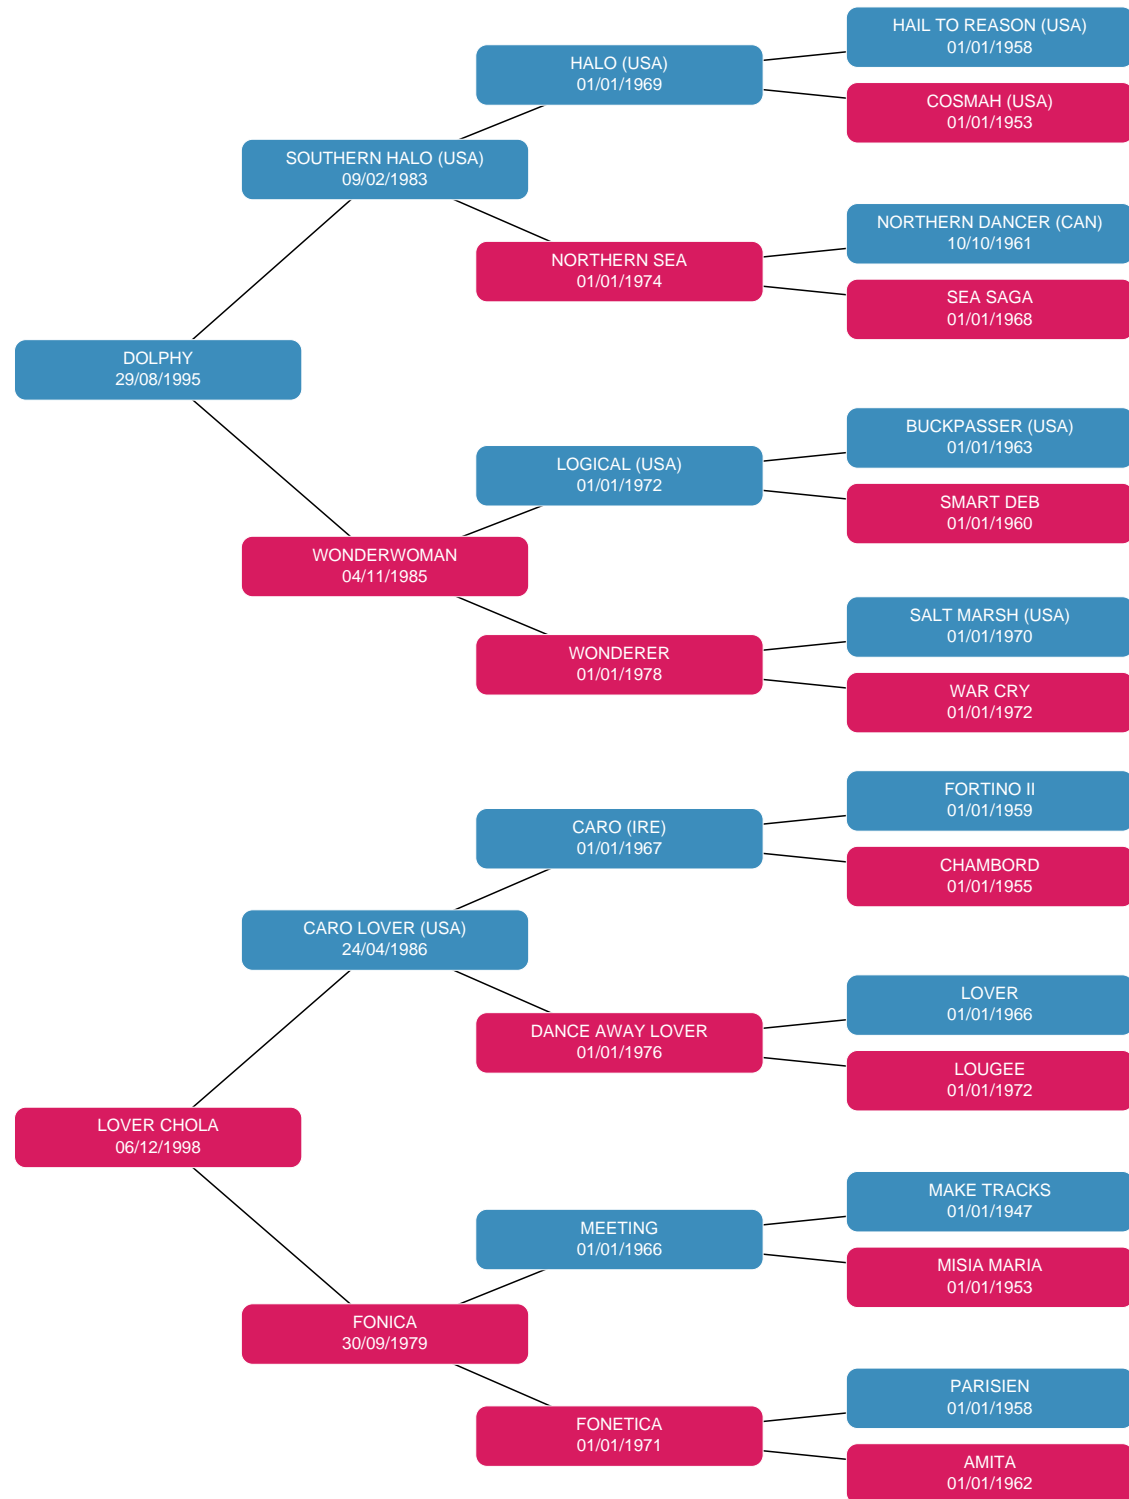 HAIL TO REASON (USA)
01/01/1958
HALO (USA)
01/01/1969
COSMAH (USA)
01/01/1953
SOUTHERN HALO (USA)
09/02/1983
NORTHERN DANCER (CAN)
10/10/1961
NORTHERN SEA
01/01/1974
SEA SAGA
01/01/1968
DOLPHY
29/08/1995
BUCKPASSER (USA)
01/01/1963
LOGICAL (USA)
01/01/1972
SMART DEB
01/01/1960
WONDERWOMAN
04/11/1985
SALT MARSH (USA)
01/01/1970
WONDERER
01/01/1978
WAR CRY
01/01/1972
FORTINO II
01/01/1959
CARO (IRE)
01/01/1967
CHAMBORD
01/01/1955
CARO LOVER (USA)
24/04/1986
LOVER
01/01/1966
DANCE AWAY LOVER
01/01/1976
LOUGEE
01/01/1972
LOVER CHOLA
06/12/1998
MAKE TRACKS
01/01/1947
MEETING
01/01/1966
MISIA MARIA
01/01/1953
FONICA
30/09/1979
PARISIEN
01/01/1958
FONETICA
01/01/1971
AMITA
01/01/1962